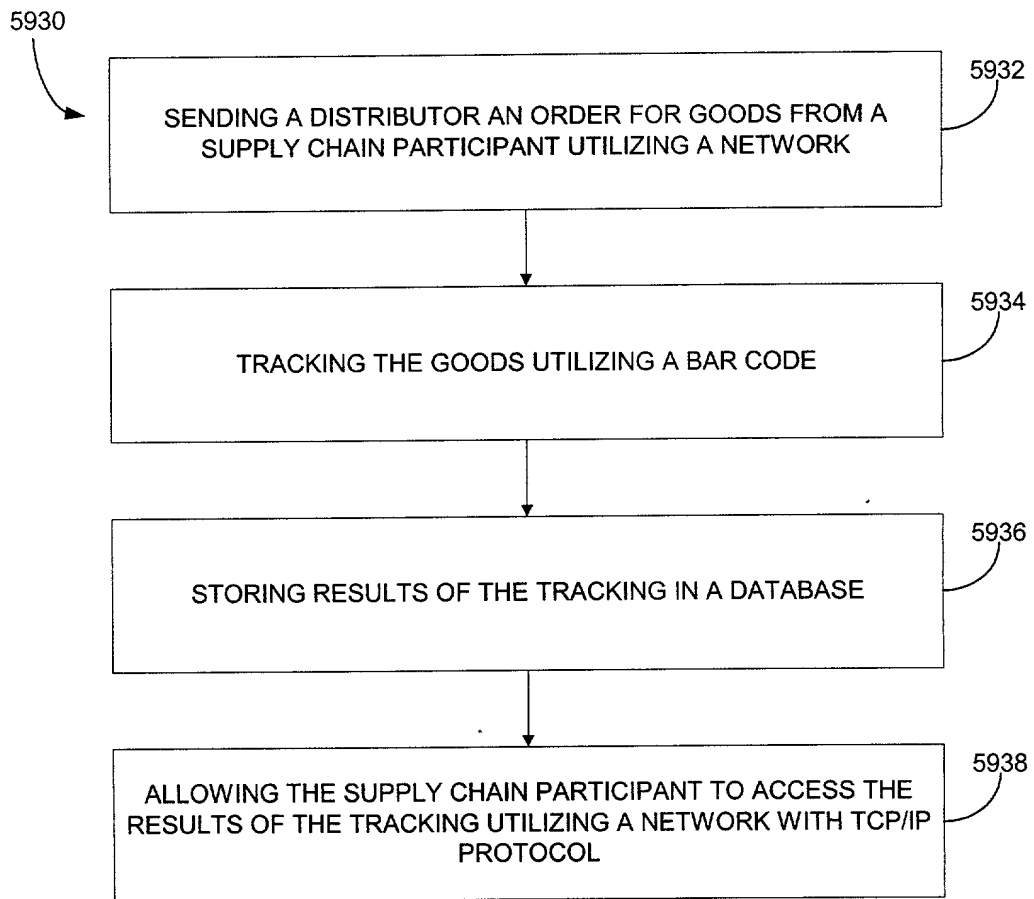 5930
5932
SENDING A DISTRIBUTOR AN ORDER FOR GOODS FROM A
SUPPLY CHAIN PARTICIPANT UTILIZING A NETWORK
5934
TRACKING THE GOODS UTILIZING A BAR CODE
5936
STORING RESULTS OF THE TRACKING IN A DATABASE
5938
ALLOWING THE SUPPLY CHAIN PARTICIPANT TO ACCESS THE
RESULTS OF THE TRACKING UTILIZING A NETWORK WITH TCP/IP
PROTOCOL